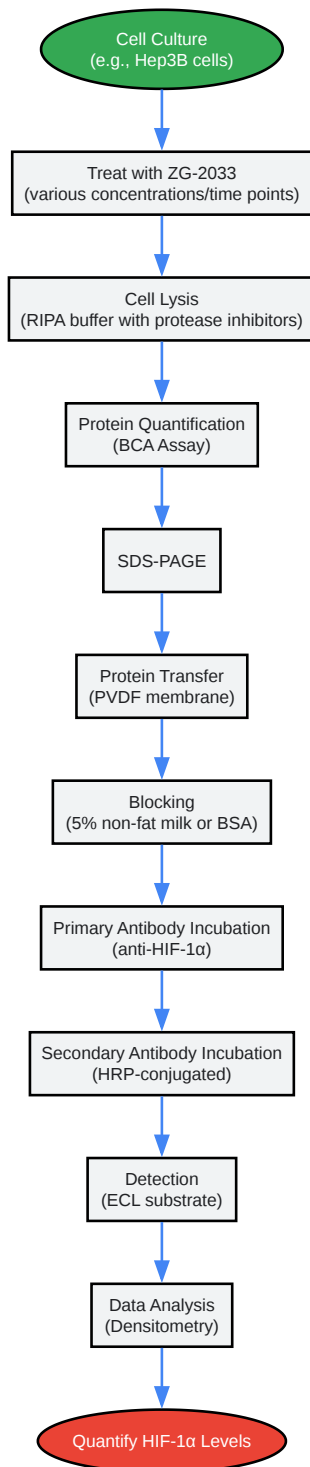 Cell Culture
(e.g., Hep3B cells)
Treat with ZG-2033
(various concentrations/time points)
Cell Lysis
(RIPA buffer with protease inhibitors)
Protein Quantification
(BCA Assay)
SDS-PAGE
Protein Transfer
(PVDF membrane)
Blocking
(5% non-fat milk or BSA)
Primary Antibody Incubation
(anti-HIF-1α)
Secondary Antibody Incubation
(HRP-conjugated)
Detection
(ECL substrate)
Data Analysis
(Densitometry)
Quantify HIF-1α Levels